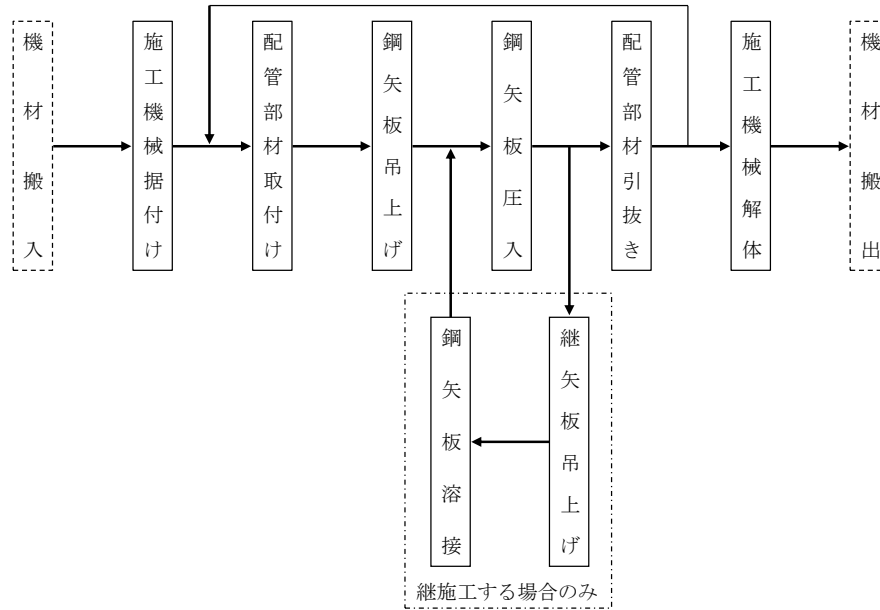 機材搬入
施工機械据付け
配管部材取付け
鋼矢板吊上げ
鋼矢板圧入
配管部材引抜き
施工機械解体
機材搬出
鋼矢板溶接
継矢板吊上げ
継施工する場合のみ